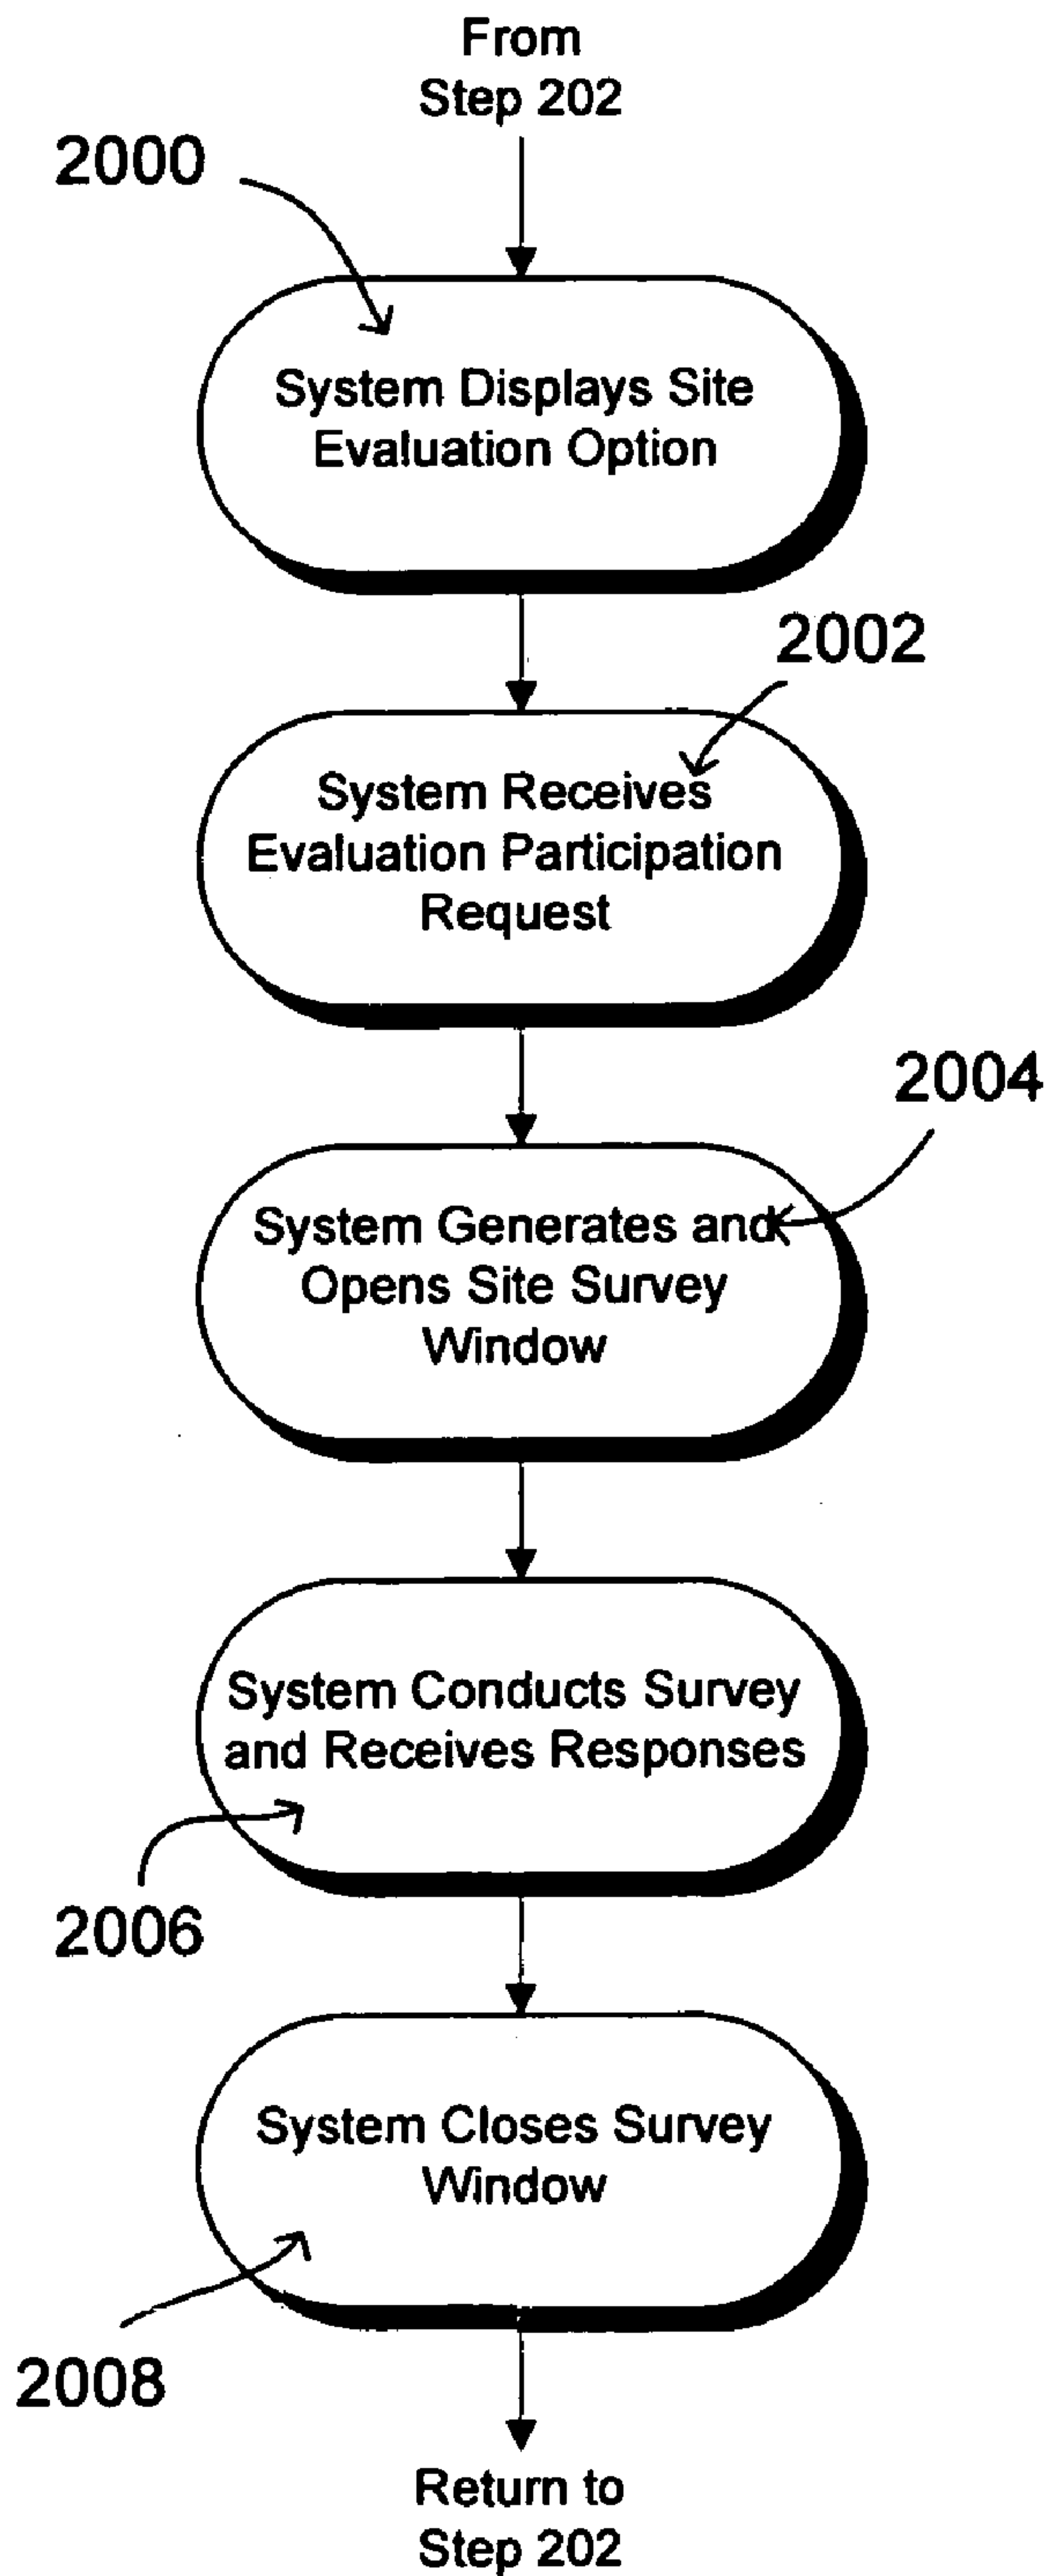 From
Step 202
2000
System Displays Site
Evaluation Option
2002
System Receives
Evaluation Participation
Request
2004
System Generates and
Opens Site Survey
Window
System Conducts Survey
and Receives Responses
2006
System Closes Survey
Window
2008
Return to
Step 202